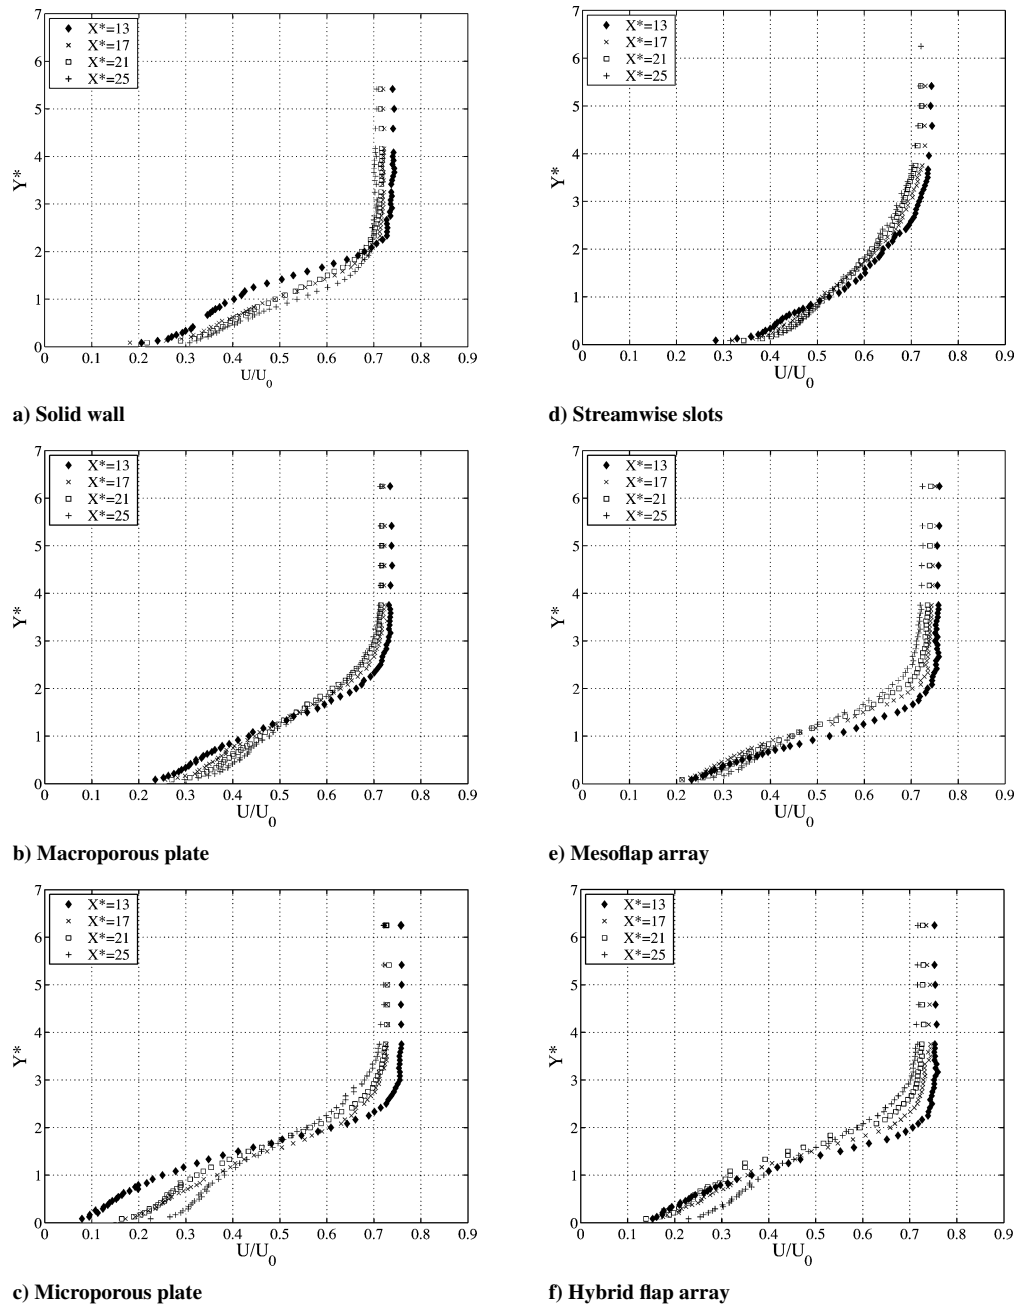 7
6
5
4
3
2
1
0
Y*
X*=13
X*=17
X*=21
X*=25
0 0.1 0.2 0.3 0.4 0.5 0.6 0.7 0.8 0.9
U/U0
a) Solid wall
7
6
5
4
3
2
1
0
Y*
X*=13
X*=17
X*=21
X*=25
0 0.1 0.2 0.3 0.4 0.5 0.6 0.7 0.8 0.9
U/U0
d) Streamwise slots
7
6
5
4
3
2
1
0
Y*
X*=13
X*=17
X*=21
X*=25
0 0.1 0.2 0.3 0.4 0.5 0.6 0.7 0.8 0.9
U/U0
b) Macroporous plate
7
6
5
4
3
2
1
0
Y*
X*=13
X*=17
X*=21
X*=25
0 0.1 0.2 0.3 0.4 0.5 0.6 0.7 0.8 0.9
U/U0
e) Mesoflap array
7
6
5
4
3
2
1
0
Y*
X*=13
X*=17
X*=21
X*=25
0 0.1 0.2 0.3 0.4 0.5 0.6 0.7 0.8 0.9
U/U0
c) Microporous plate
7
6
5
4
3
2
1
0
Y*
X*=13
X*=17
X*=21
X*=25
0 0.1 0.2 0.3 0.4 0.5 0.6 0.7 0.8 0.9
U/U0
f) Hybrid flap array